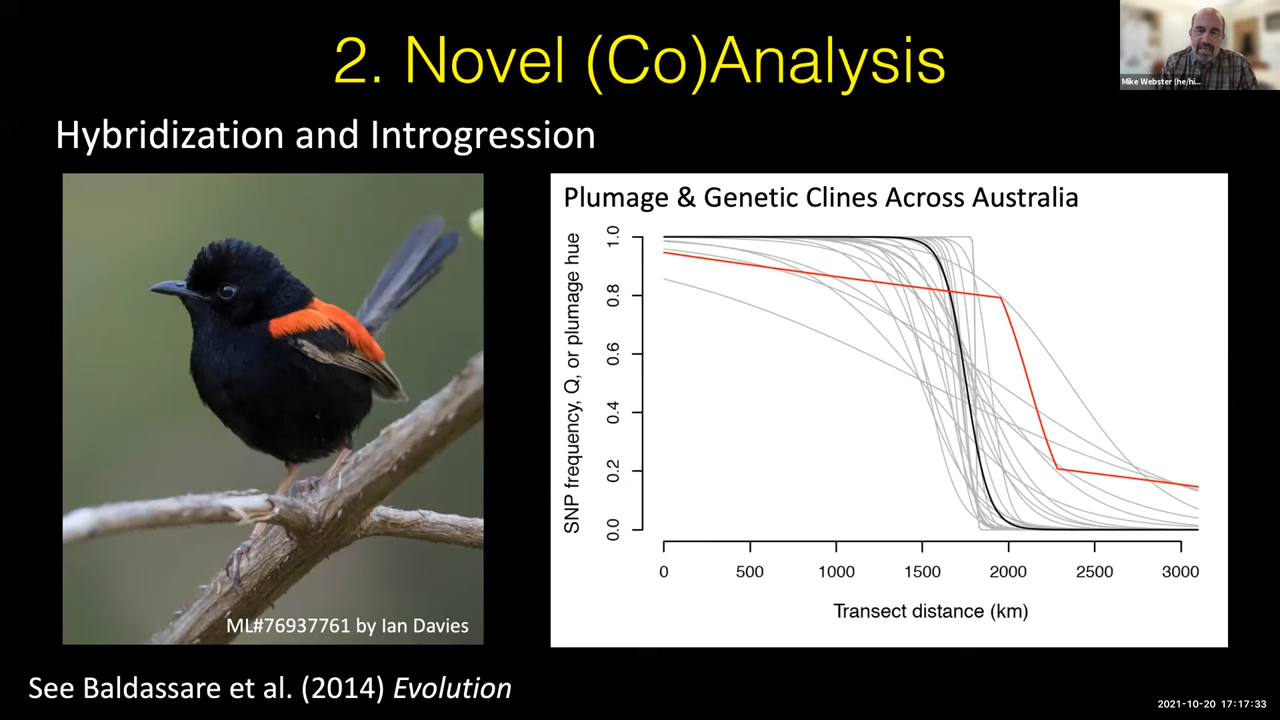 2. Novel (Co)Analysis
Mike Webster (he/hi...
Hybridization and Introgression
ML#76937761 by Ian Davies
Plumage & Genetic Clines Across Australia
SNP frequency, Q, or plumage hue
1.0
0.8
0.6
0.4
0.2
0.0
0 500 1000 1500 2000 2500 3000
Transect distance (km)
See Baldassare et al. (2014) Evolution
2021-10-20 17:17:33